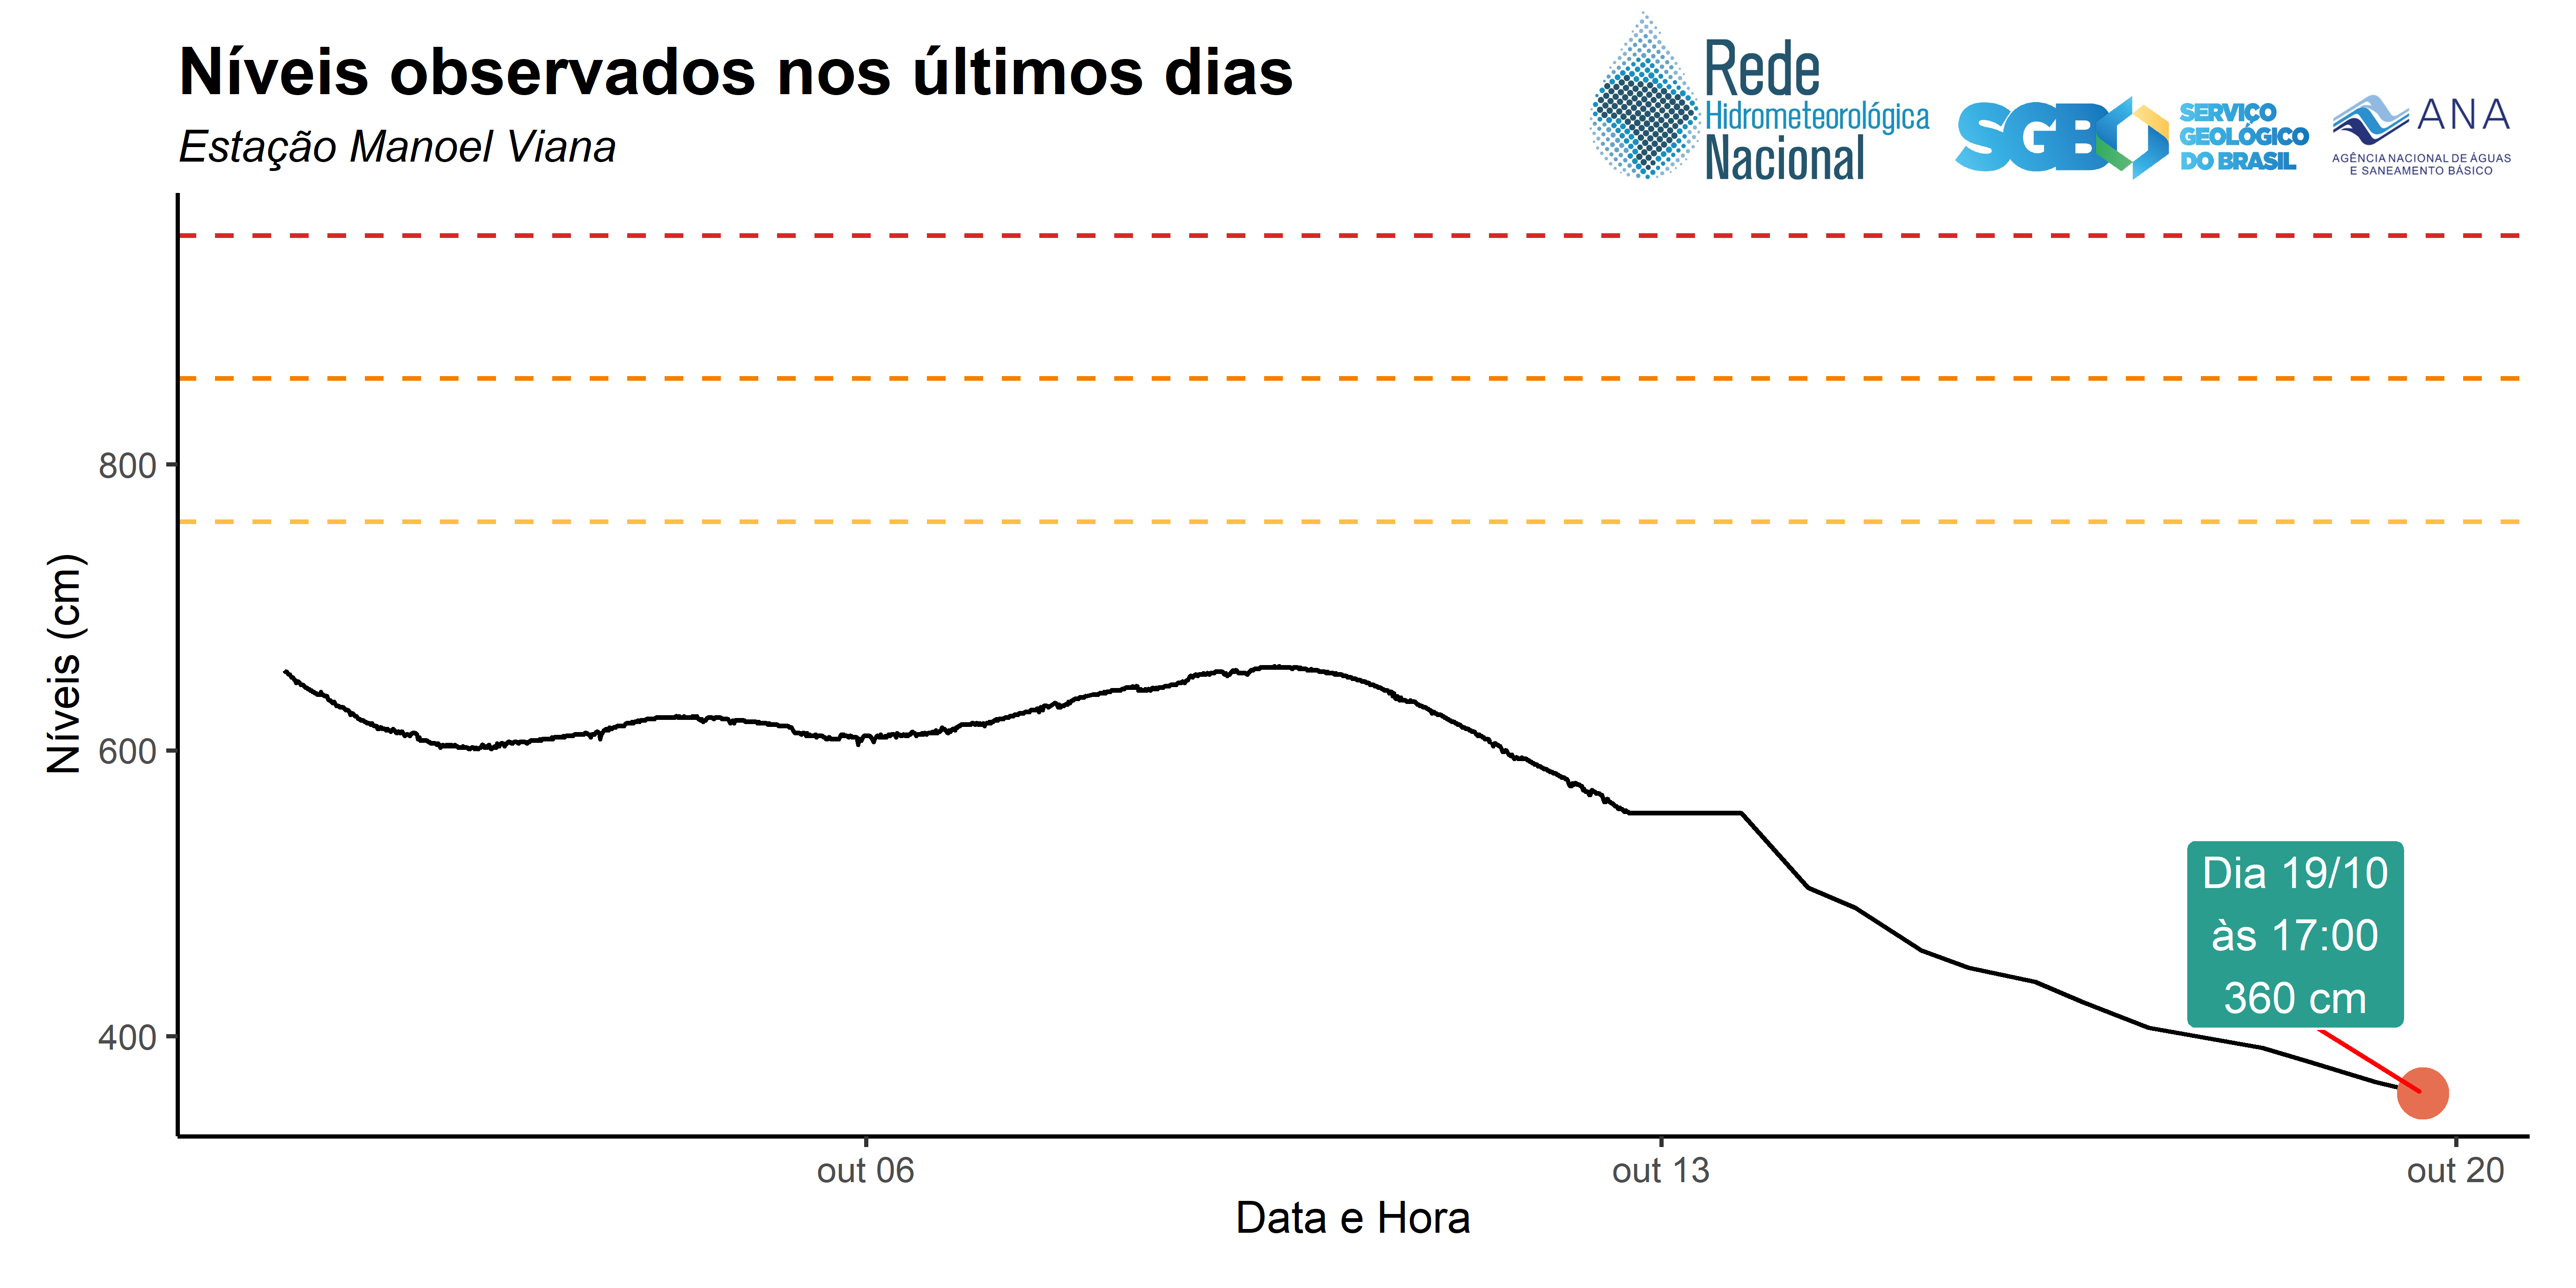 Níveis observados nos últimos dias
Estação Manoel Viana
Rede
Hidrometeorológica
Nacional
SGB
SERVIÇO
GEOLÓGICO
DO BRASIL
ANA
AGÊNCIA NACIONAL DE ÁGUAS
E SANEAMENTO BÁSICO
Níveis (cm)
800
600
400
Dia 19/10
às 17:00
360 cm
out 06
out 13
out 20
Data e Hora